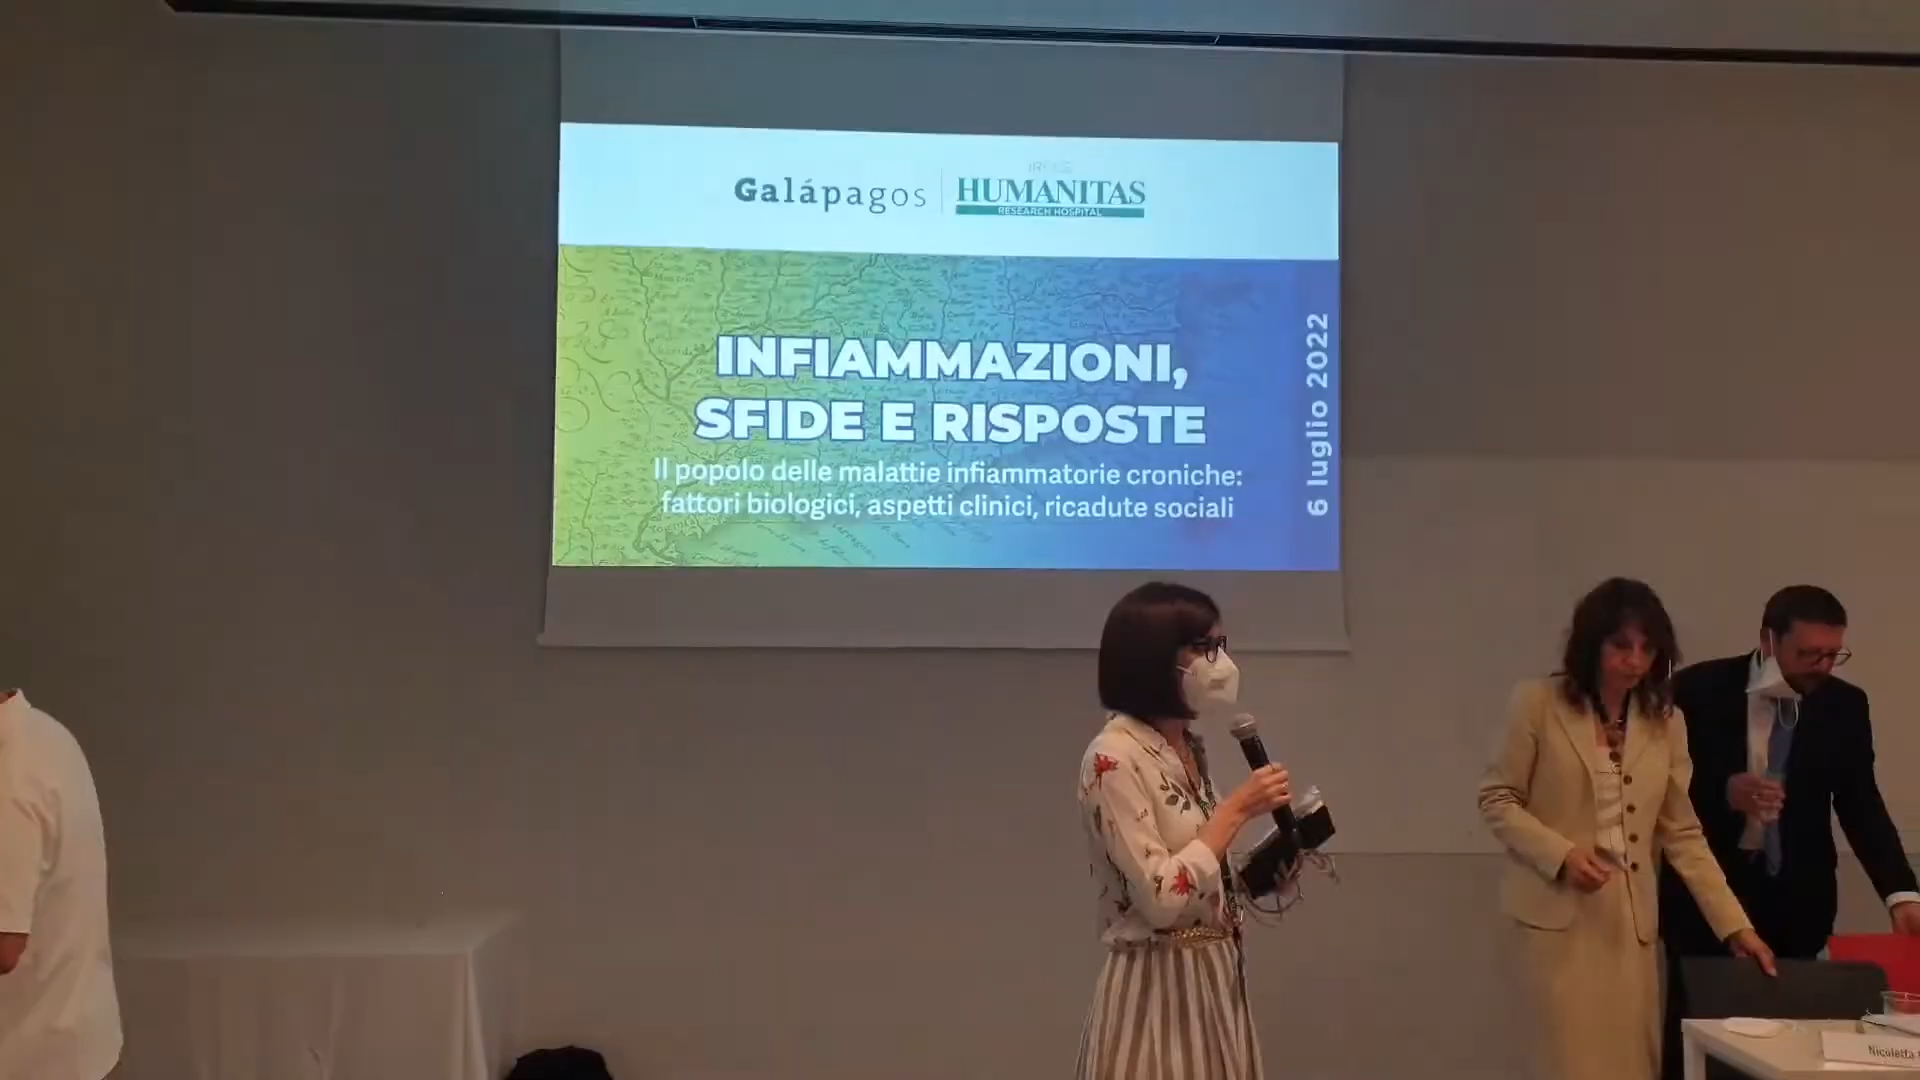 Galápagos
IRCCS
HUMANITAS
RESEARCH HOSPITAL
INFIAMMAZIONI,
SFIDE E RISPOSTE
Il popolo delle malattie infiammatorie croniche:
fattori biologici, aspetti clinici, ricadute sociali
6 luglio 2022
Nicoletta